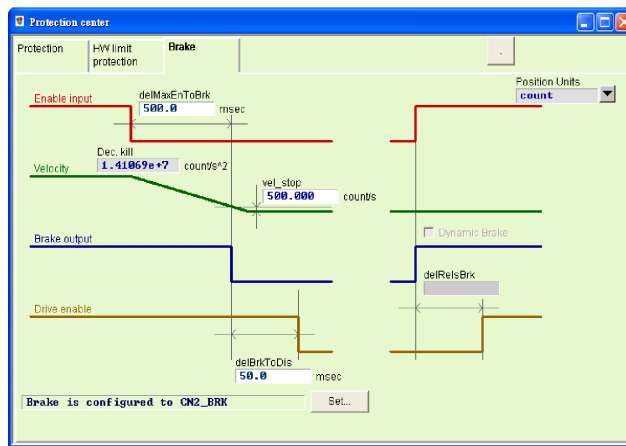 Protection center
Protection
HW limit
protection
Brake
.
Position Units
count
Enable input
delMaxEnToBrk
500.0 msec
Dec. kill
1.41069e+7 count/s^2
Velocity
vel_stop
500.000 count/s
Brake output
Dynamic Brake
delRelsBrk
Drive enable
delBrkToDis
50.0 msec
Brake is configured to CN2_BRK
Set...